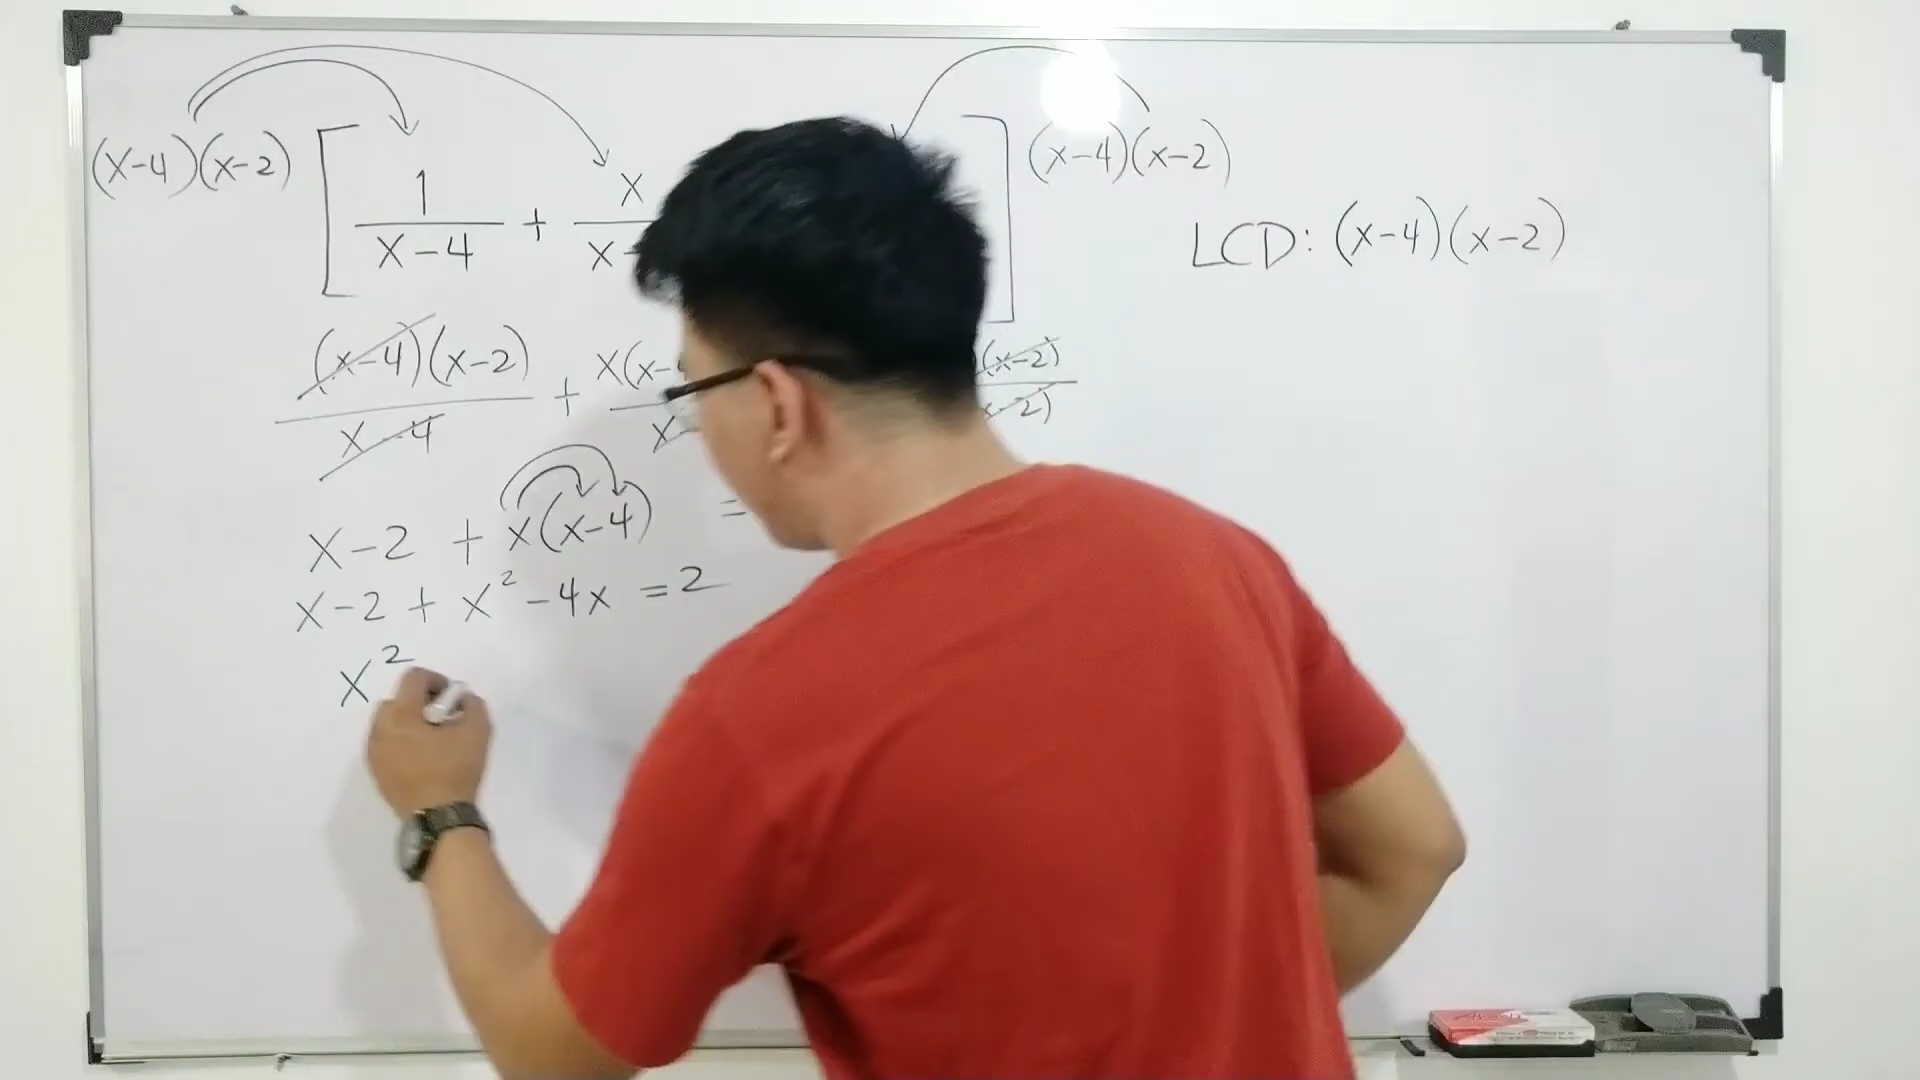 (x-4)(x-2) [ 1/(x-4) + x/(x- ] (x-4)(x-2)
LCD: (x-4)(x-2)
(x-4)(x-2)/(x-4) + x(x-4 / x- (x-2) / x-2)
x-2 + x(x-4) =
x-2 + x² - 4x = 2
x²